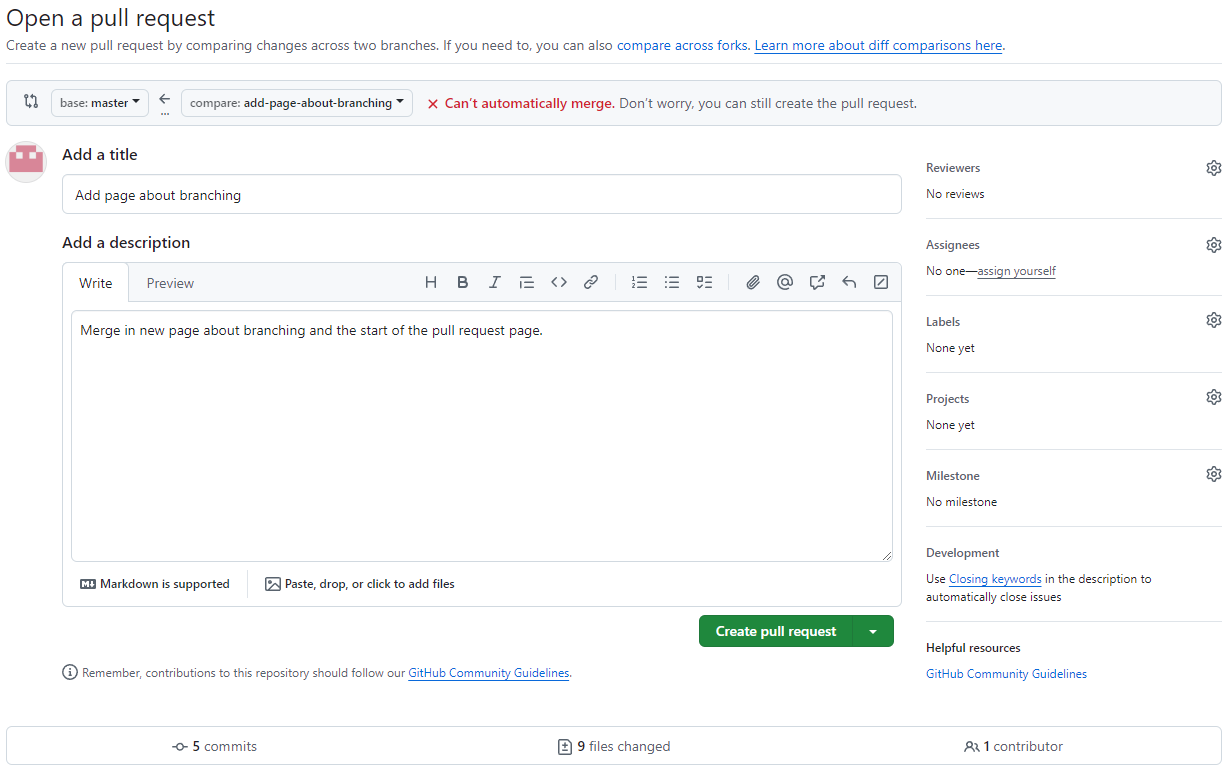 Open a pull request
Create a new pull request by comparing changes across two branches. If you need to, you can also compare across forks. Learn more about diff comparisons here.
base: master
...
compare: add-page-about-branching
Can’t automatically merge. Don’t worry, you can still create the pull request.
Add a title
Add page about branching
Add a description
Write
Preview
Merge in new page about branching and the start of the pull request page.
Markdown is supported
Paste, drop, or click to add files
Create pull request
Remember, contributions to this repository should follow our GitHub Community Guidelines.
Reviewers
No reviews
Assignees
No one—assign yourself
Labels
None yet
Projects
None yet
Milestone
No milestone
Development
Use Closing keywords in the description to
automatically close issues
Helpful resources
GitHub Community Guidelines
5 commits
9 files changed
1 contributor